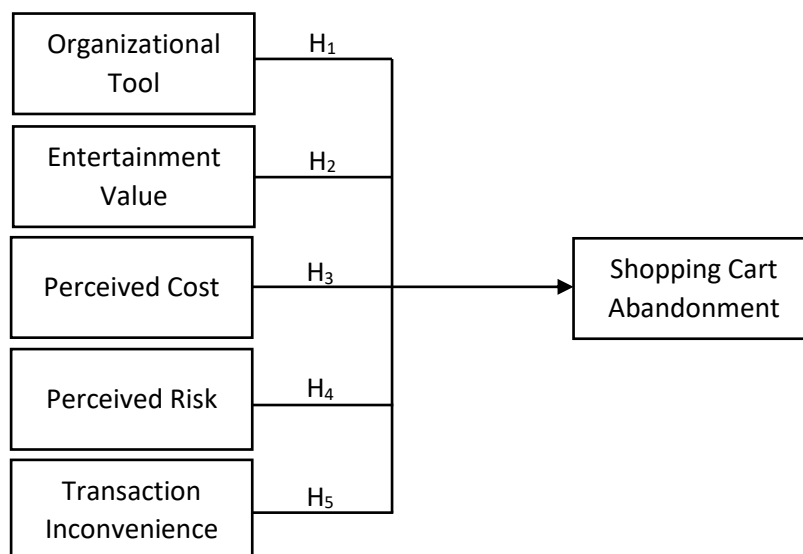 Organizational
Tool
H₁
Entertainment
Value
H₂
Perceived Cost
H₃
Shopping Cart
Abandonment
Perceived Risk
H₄
Transaction
Inconvenience
H₅